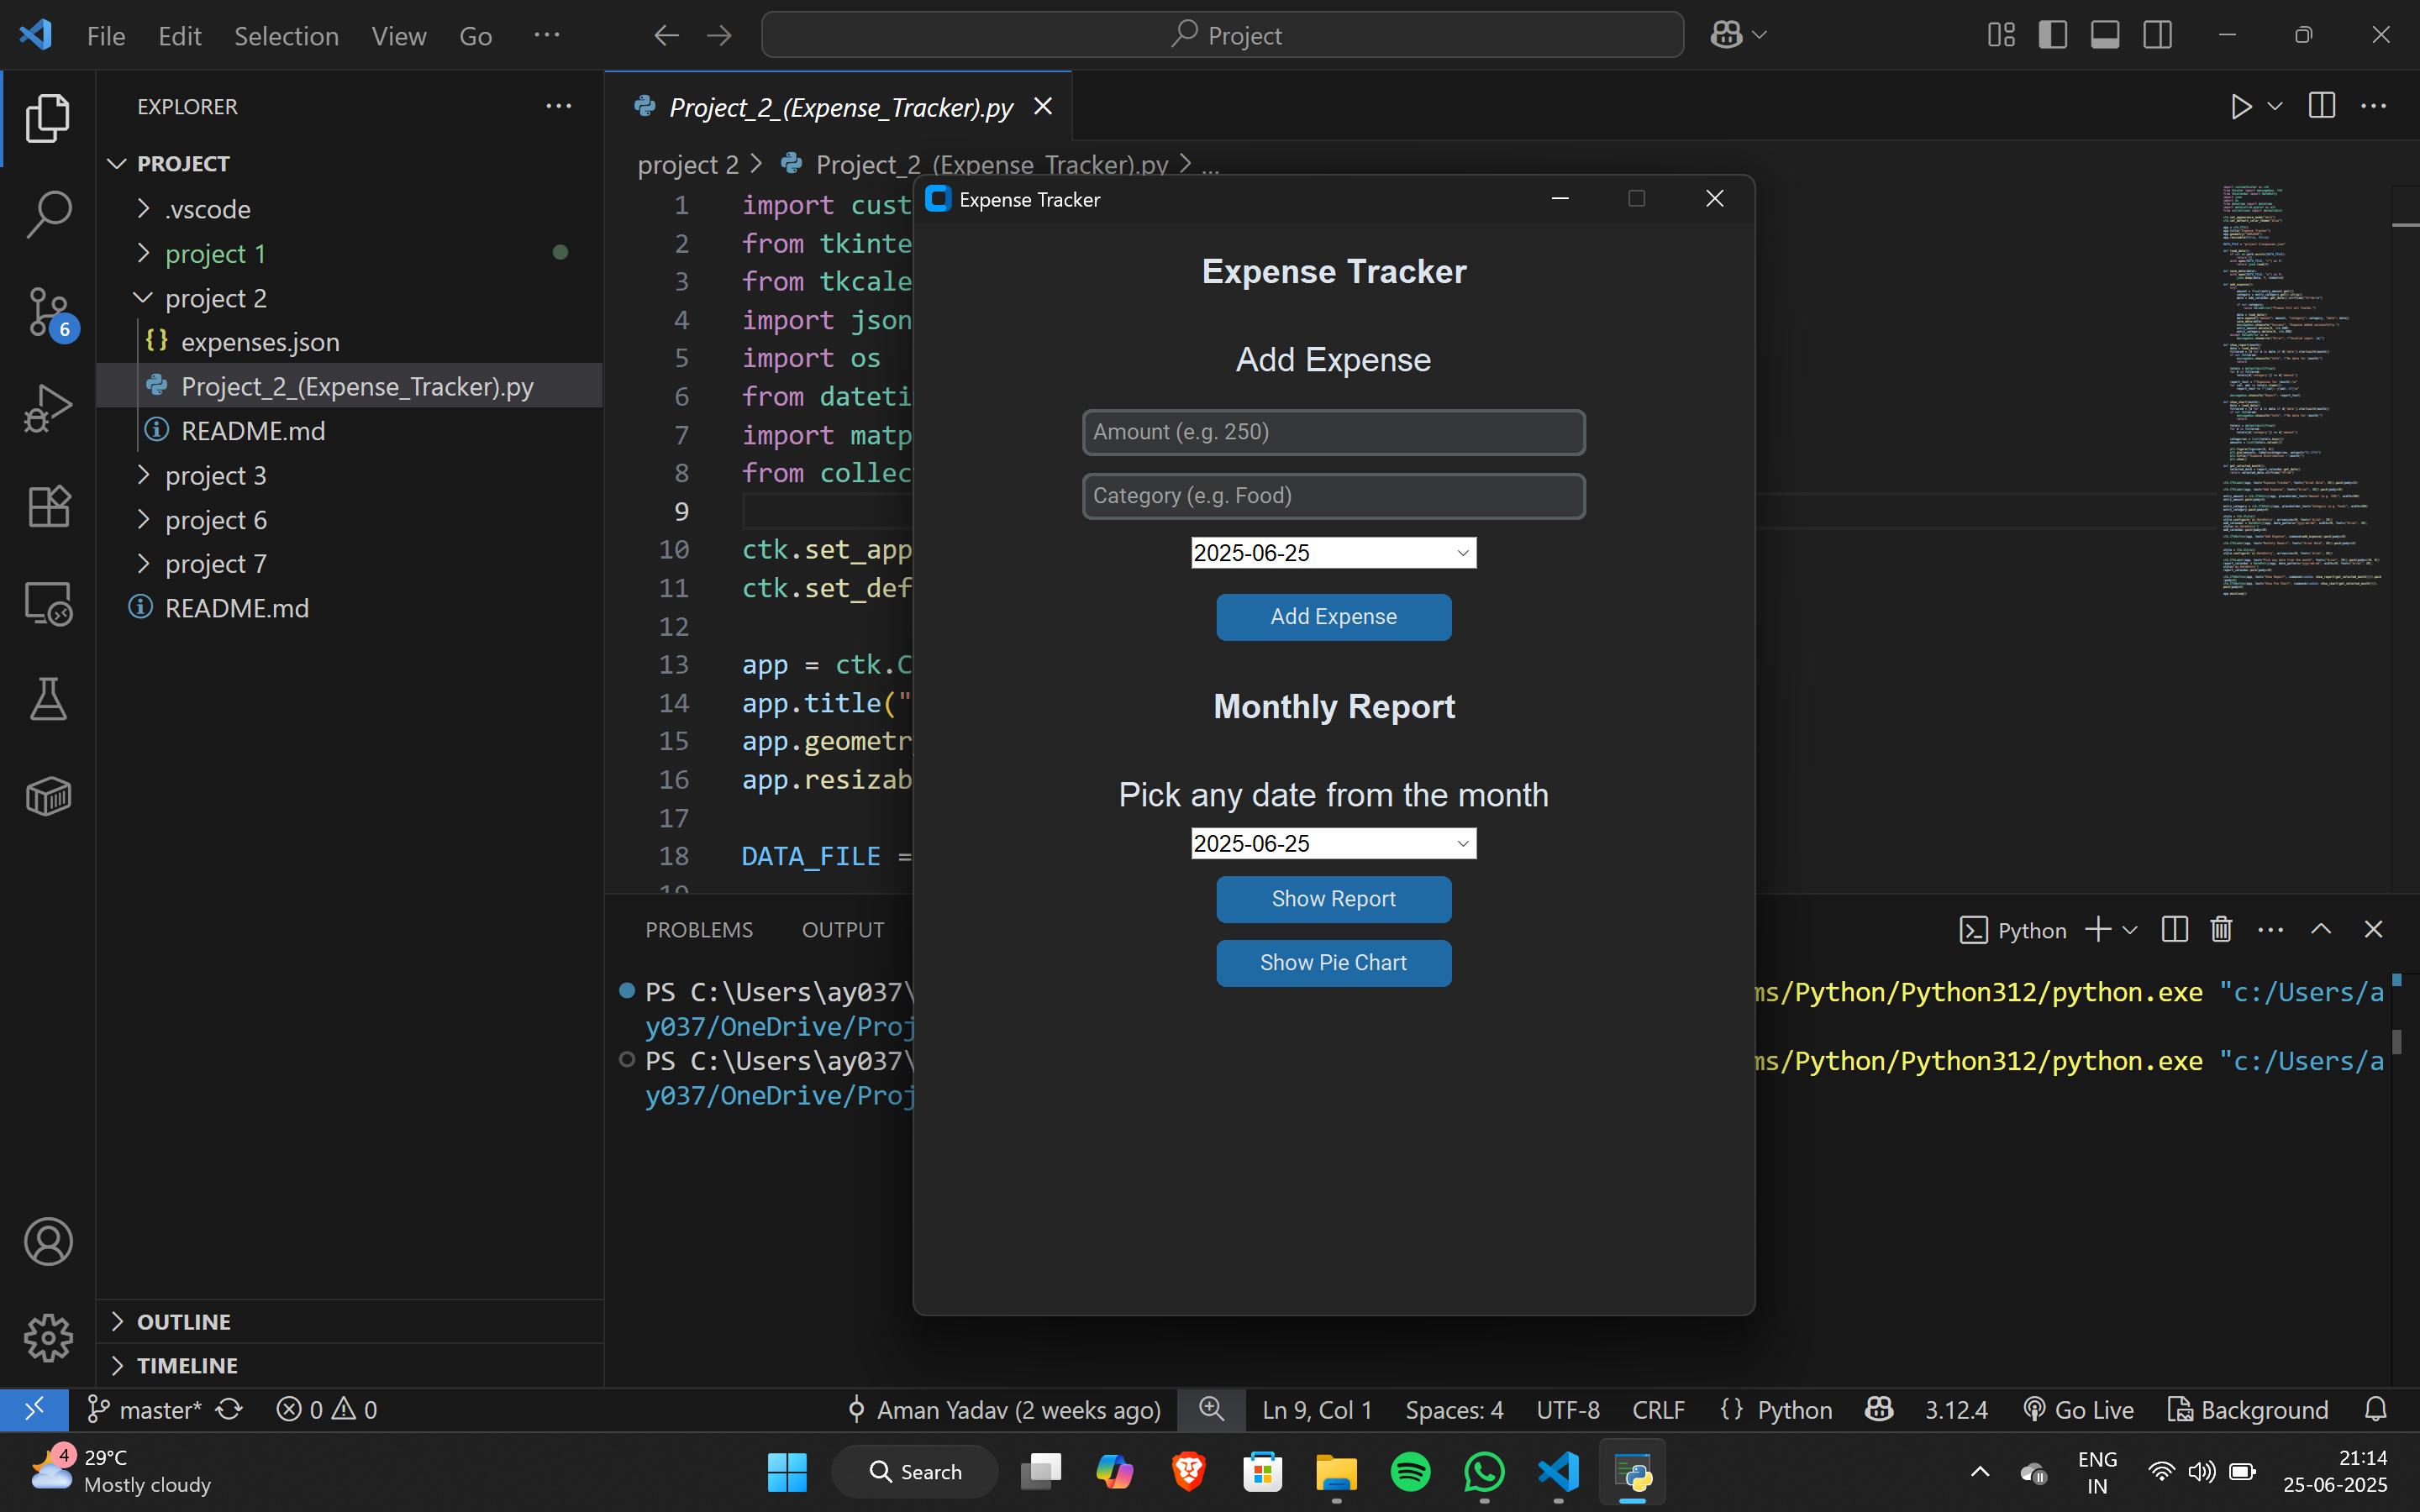 File Edit Selection View Go ···
Project
EXPLORER
PROJECT
.vscode
project 1
project 2
expenses.json
Project_2_(Expense_Tracker).py
README.md
project 3
project 6
project 7
README.md
OUTLINE
TIMELINE
6
Project_2_(Expense_Tracker).py
project 2 > Project_2_(Expense_Tracker).py > ...
1 import cust
2 from tkinte
3 from tkcale
4 import json
5 import os
6 from dateti
7 import matp
8 from collec
9
10 ctk.set_app
11 ctk.set_def
12
13 app = ctk.C
14 app.title("
15 app.geometr
16 app.resizab
17
18 DATA_FILE =
19
Expense Tracker
Expense Tracker
Add Expense
Amount (e.g. 250)
Category (e.g. Food)
2025-06-25
Add Expense
Monthly Report
Pick any date from the month
2025-06-25
Show Report
Show Pie Chart
PROBLEMS OUTPUT
Python
PS C:\Users\ay037\ ms/Python/Python312/python.exe "c:/Users/a
y037/OneDrive/Proj
PS C:\Users\ay037\ ms/Python/Python312/python.exe "c:/Users/a
y037/OneDrive/Proj
master* 0 0 Aman Yadav (2 weeks ago) Ln 9, Col 1 Spaces: 4 UTF-8 CRLF {} Python 3.12.4 Go Live Background
4
29°C
Mostly cloudy
Search
ENG
IN
21:14
25-06-2025